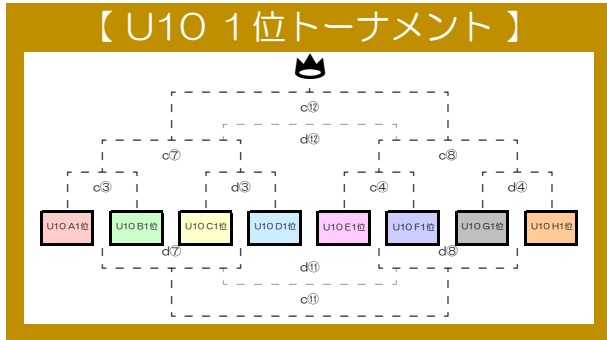 【 U10 1位トーナメント 】
c⑫
d⑫
c⑦ c⑧
c③ d③ c④ d④
U10 A1位 U10 B1位 U10 C1位 U10 D1位 U10 E1位 U10 F1位 U10 G1位 U10 H1位
d⑦ d⑧
d⑪
c⑪